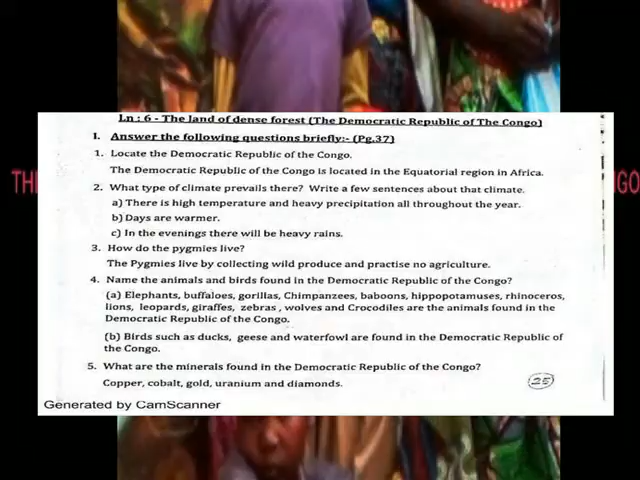 Ln : 6 - The land of dense forest (The Democratic Republic of The Congo)
I. Answer the following questions briefly:- (Pg.37)
1. Locate the Democratic Republic of the Congo.
The Democratic Republic of the Congo is located in the Equatorial region in Africa.
2. What type of climate prevails there? Write a few sentences about that climate.
a) There is high temperature and heavy precipitation all throughout the year.
b) Days are warmer.
c) In the evenings there will be heavy rains.
3. How do the pygmies live?
The Pygmies live by collecting wild produce and practise no agriculture.
4. Name the animals and birds found in the Democratic Republic of the Congo?
(a) Elephants, buffaloes, gorillas, Chimpanzees, baboons, hippopotamuses, rhinoceros,
lions, leopards, giraffes, zebras , wolves and Crocodiles are the animals found in the
Democratic Republic of the Congo.
(b) Birds such as ducks, geese and waterfowl are found in the Democratic Republic of
the Congo.
5. What are the minerals found in the Democratic Republic of the Congo?
Copper, cobalt, gold, uranium and diamonds.
25
Generated by CamScanner